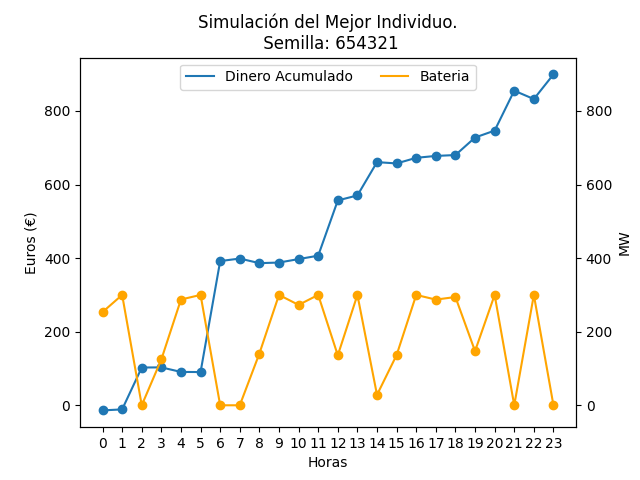 Simulación del Mejor Individuo.
Semilla: 654321
Dinero Acumulado
Bateria
800
600
400
200
0
Euros (€)
800
600
400
200
0
MW
0 1 2 3 4 5 6 7 8 9 10 11 12 13 14 15 16 17 18 19 20 21 22 23
Horas